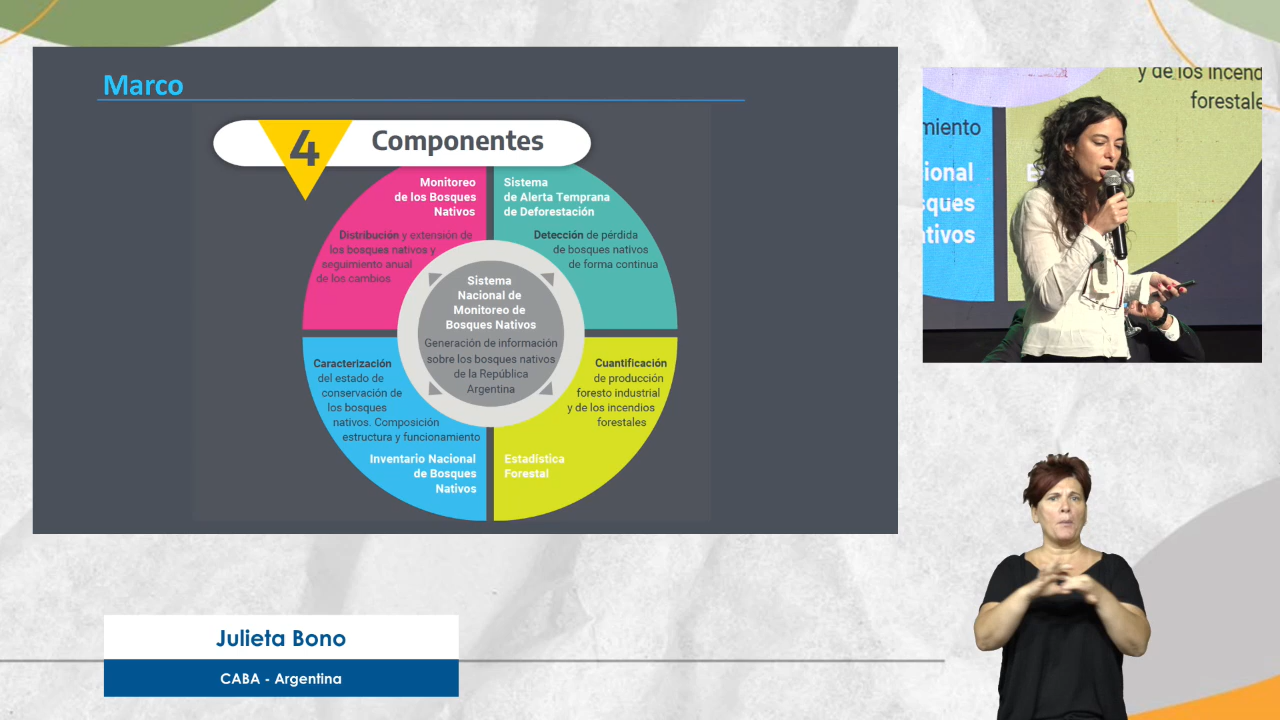 Marco
4 Componentes
Monitoreo
de los Bosques
Nativos
Distribución y extensión de
los bosques nativos y
seguimiento anual
de los cambios
Sistema
de Alerta Temprana
de Deforestación
Detección de pérdida
de bosques nativos
de forma continua
Sistema
Nacional de
Monitoreo de
Bosques Nativos
Generación de información
sobre los bosques nativos
de la República
Argentina
Caracterización
del estado de
conservación de
los bosques
nativos. Composición
estructura y funcionamiento
Inventario Nacional
de Bosques
Nativos
Cuantificación
de producción
foresto industrial
y de los incendios
forestales
Estadística
Forestal
y de los incend
forestale
miento
ional
sques
ativos
Julieta Bono
CABA - Argentina